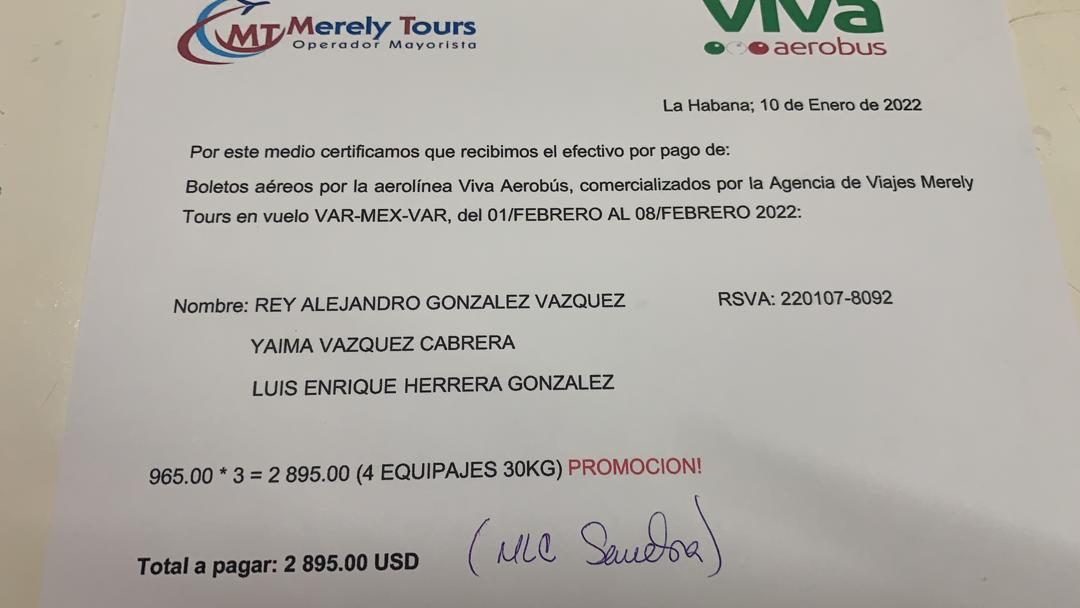 MT Merely Tours
Operador Mayorista
Viva
aerobus
La Habana; 10 de Enero de 2022
Por este medio certificamos que recibimos el efectivo por pago de:
Boletos aéreos por la aerolínea Viva Aerobús, comercializados por la Agencia de Viajes Merely
Tours en vuelo VAR-MEX-VAR, del 01/FEBRERO AL 08/FEBRERO 2022:
Nombre: REY ALEJANDRO GONZALEZ VAZQUEZ RSVA: 220107-8092
YAIMA VAZQUEZ CABRERA
LUIS ENRIQUE HERRERA GONZALEZ
965.00 * 3 = 2 895.00 (4 EQUIPAJES 30KG) PROMOCION!
Total a pagar: 2 895.00 USD (MLC Sandra)